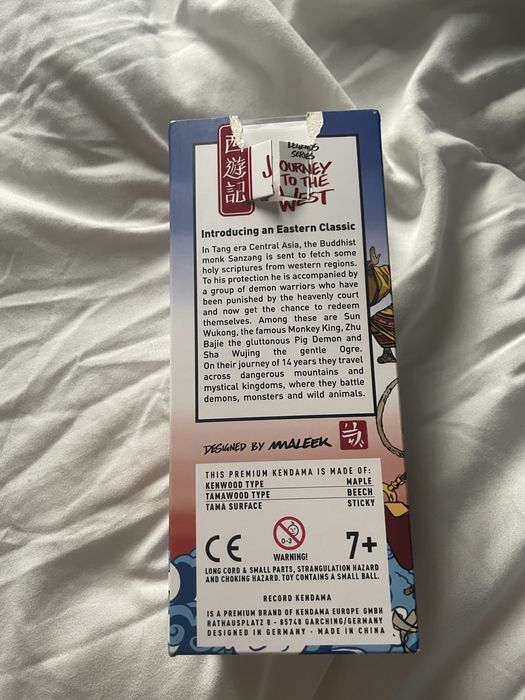 西遊記
LEGENDS
SERIES
JOURNEY
TO THE
WEST
Introducing an Eastern Classic
In Tang era Central Asia, the Buddhist
monk Sanzang is sent to fetch some
holy scriptures from western regions.
To his protection he is accompanied by
a group of demon warriors who have
been punished by the heavenly court
and now get the chance to redeem
themselves. Among these are Sun
Wukong, the famous Monkey King, Zhu
Bajie the gluttonous Pig Demon and
Sha Wujing the gentle Ogre.
On their journey of 14 years they travel
across dangerous mountains and
mystical kingdoms, where they battle
demons, monsters and wild animals.
DESIGNED BY MALEEK
THIS PREMIUM KENDAMA IS MADE OF:
KENWOOD TYPE MAPLE
TAMAWOOD TYPE BEECH
TAMA SURFACE STICKY
CE 0-3 7+
WARNING!
LONG CORD & SMALL PARTS, STRANGULATION HAZARD
AND CHOKING HAZARD. TOY CONTAINS A SMALL BALL.
RECORD KENDAMA
IS A PREMIUM BRAND OF KENDAMA EUROPE GMBH
RATHAUSPLATZ 8 - 85748 GARCHING/GERMANY
DESIGNED IN GERMANY - MADE IN CHINA